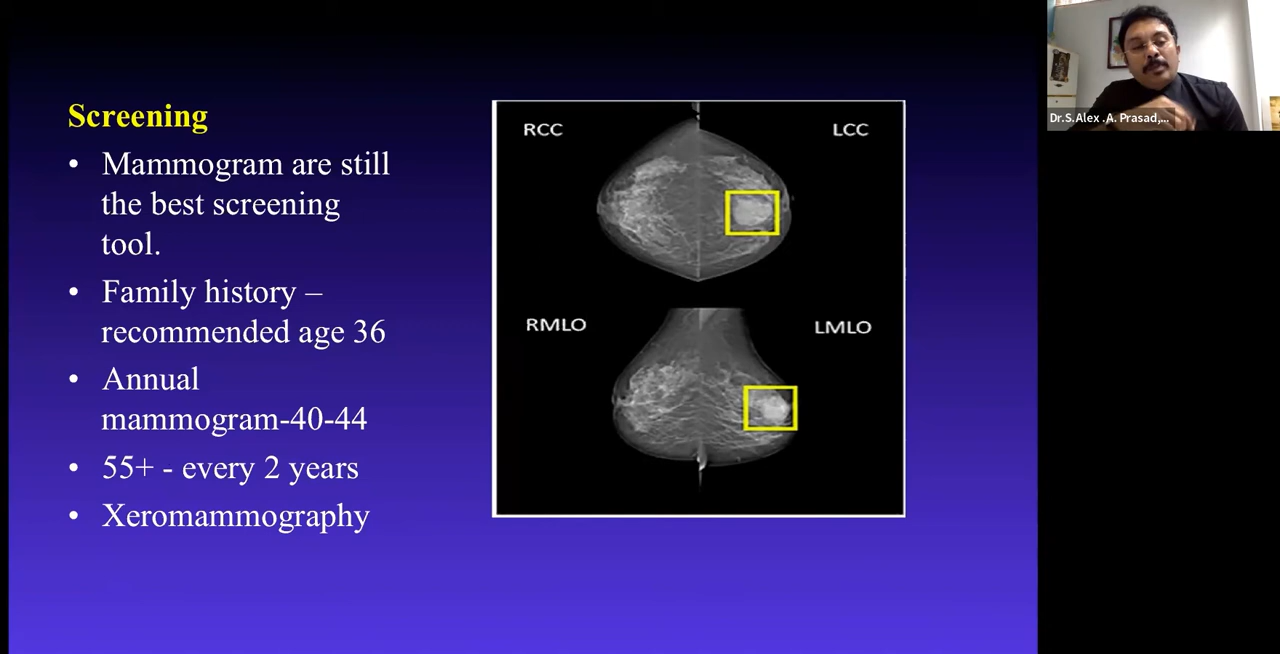 Screening
• Mammogram are still
the best screening
tool.
• Family history –
recommended age 36
• Annual
mammogram-40-44
• 55+ - every 2 years
• Xeromammography
RCC
LCC
RMLO
LMLO
Dr.S.Alex .A. Prasad,...